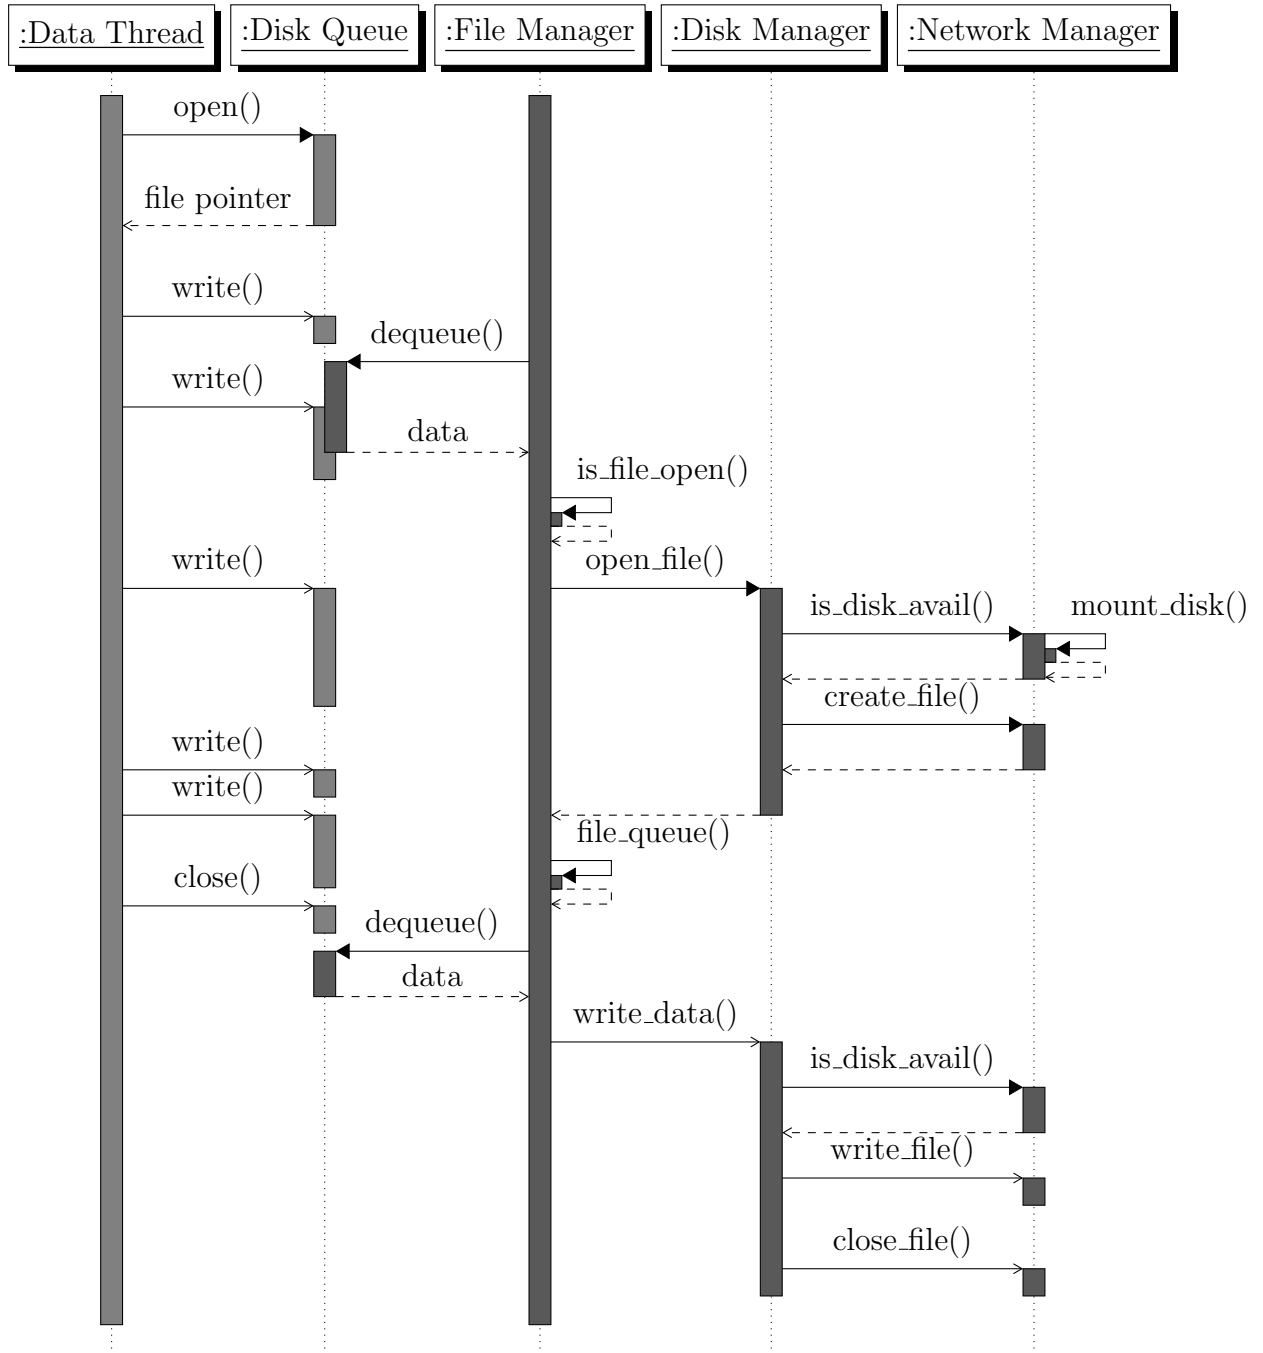 :Data Thread
:Disk Queue
:File Manager
:Disk Manager
:Network Manager
open()
file pointer
write()
dequeue()
write()
data
is_file_open()
write()
open_file()
is_disk_avail()
mount_disk()
create_file()
write()
write()
file_queue()
close()
dequeue()
data
write_data()
is_disk_avail()
write_file()
close_file()